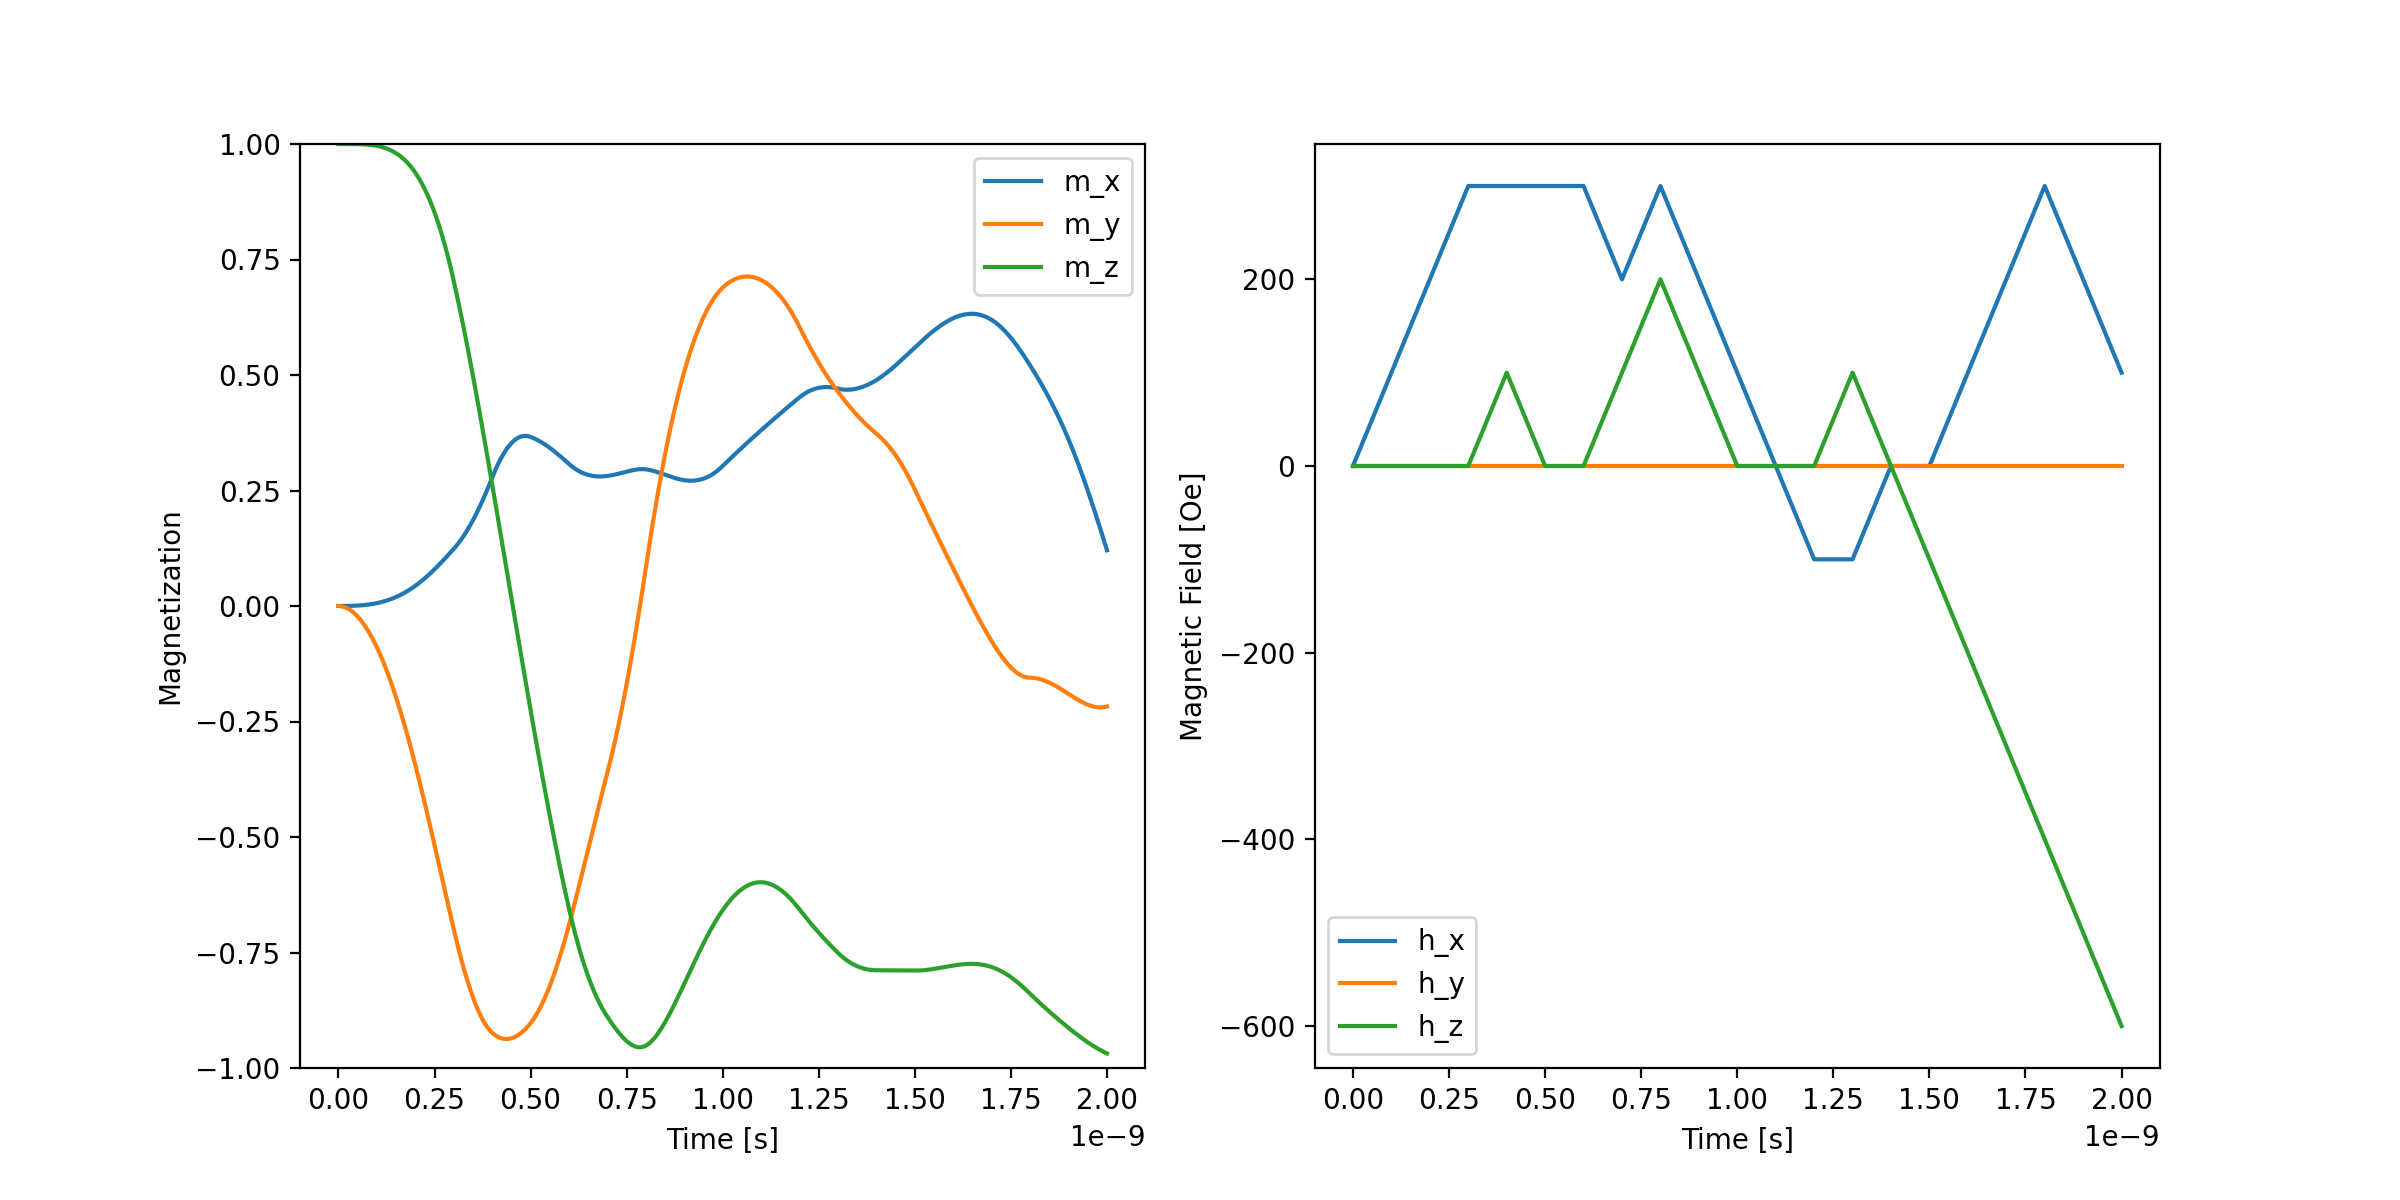 1.00
0.75
0.50
0.25
0.00
−0.25
−0.50
−0.75
−1.00
Magnetization
0.00 0.25 0.50 0.75 1.00 1.25 1.50 1.75 2.00
Time [s]
1e−9
m_x
m_y
m_z
200
0
−200
−400
−600
Magnetic Field [Oe]
0.00 0.25 0.50 0.75 1.00 1.25 1.50 1.75 2.00
Time [s]
1e−9
h_x
h_y
h_z